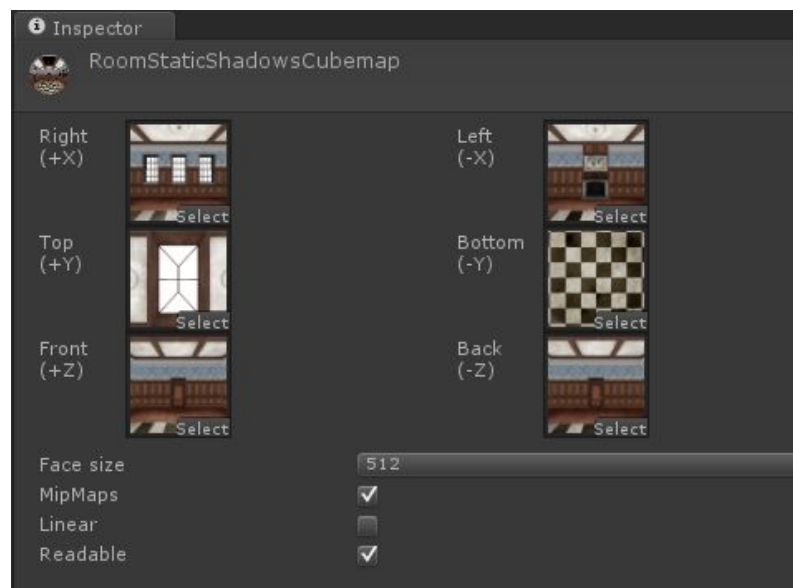 Inspector
RoomStaticShadowsCubemap
Right
(+X)
Select
Left
(-X)
Select
Top
(+Y)
Select
Bottom
(-Y)
Select
Front
(+Z)
Select
Back
(-Z)
Select
Face size 512
MipMaps
Linear
Readable